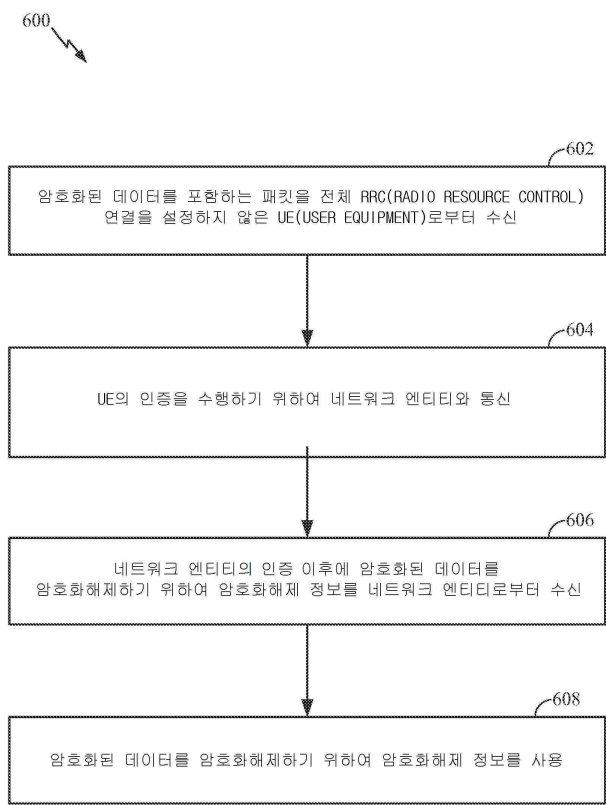 600
602
암호화된 데이터를 포함하는 패킷을 전체 RRC(RADIO RESOURCE CONTROL)
연결을 설정하지 않은 UE(USER EQUIPMENT)로부터 수신
604
UE의 인증을 수행하기 위하여 네트워크 엔티티와 통신
606
네트워크 엔티티의 인증 이후에 암호화된 데이터를
암호화해제하기 위하여 암호화해제 정보를 네트워크 엔티티로부터 수신
608
암호화된 데이터를 암호화해제하기 위하여 암호화해제 정보를 사용